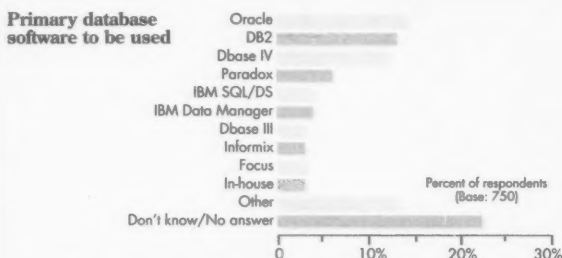 Primary database
software to be used
Oracle
DB2
Dbase IV
Paradox
IBM SQL/DS
IBM Data Manager
Dbase III
Informix
Focus
In-house
Other
Don't know/No answer
Percent of respondents
(Base: 750)
0 10% 20% 30%